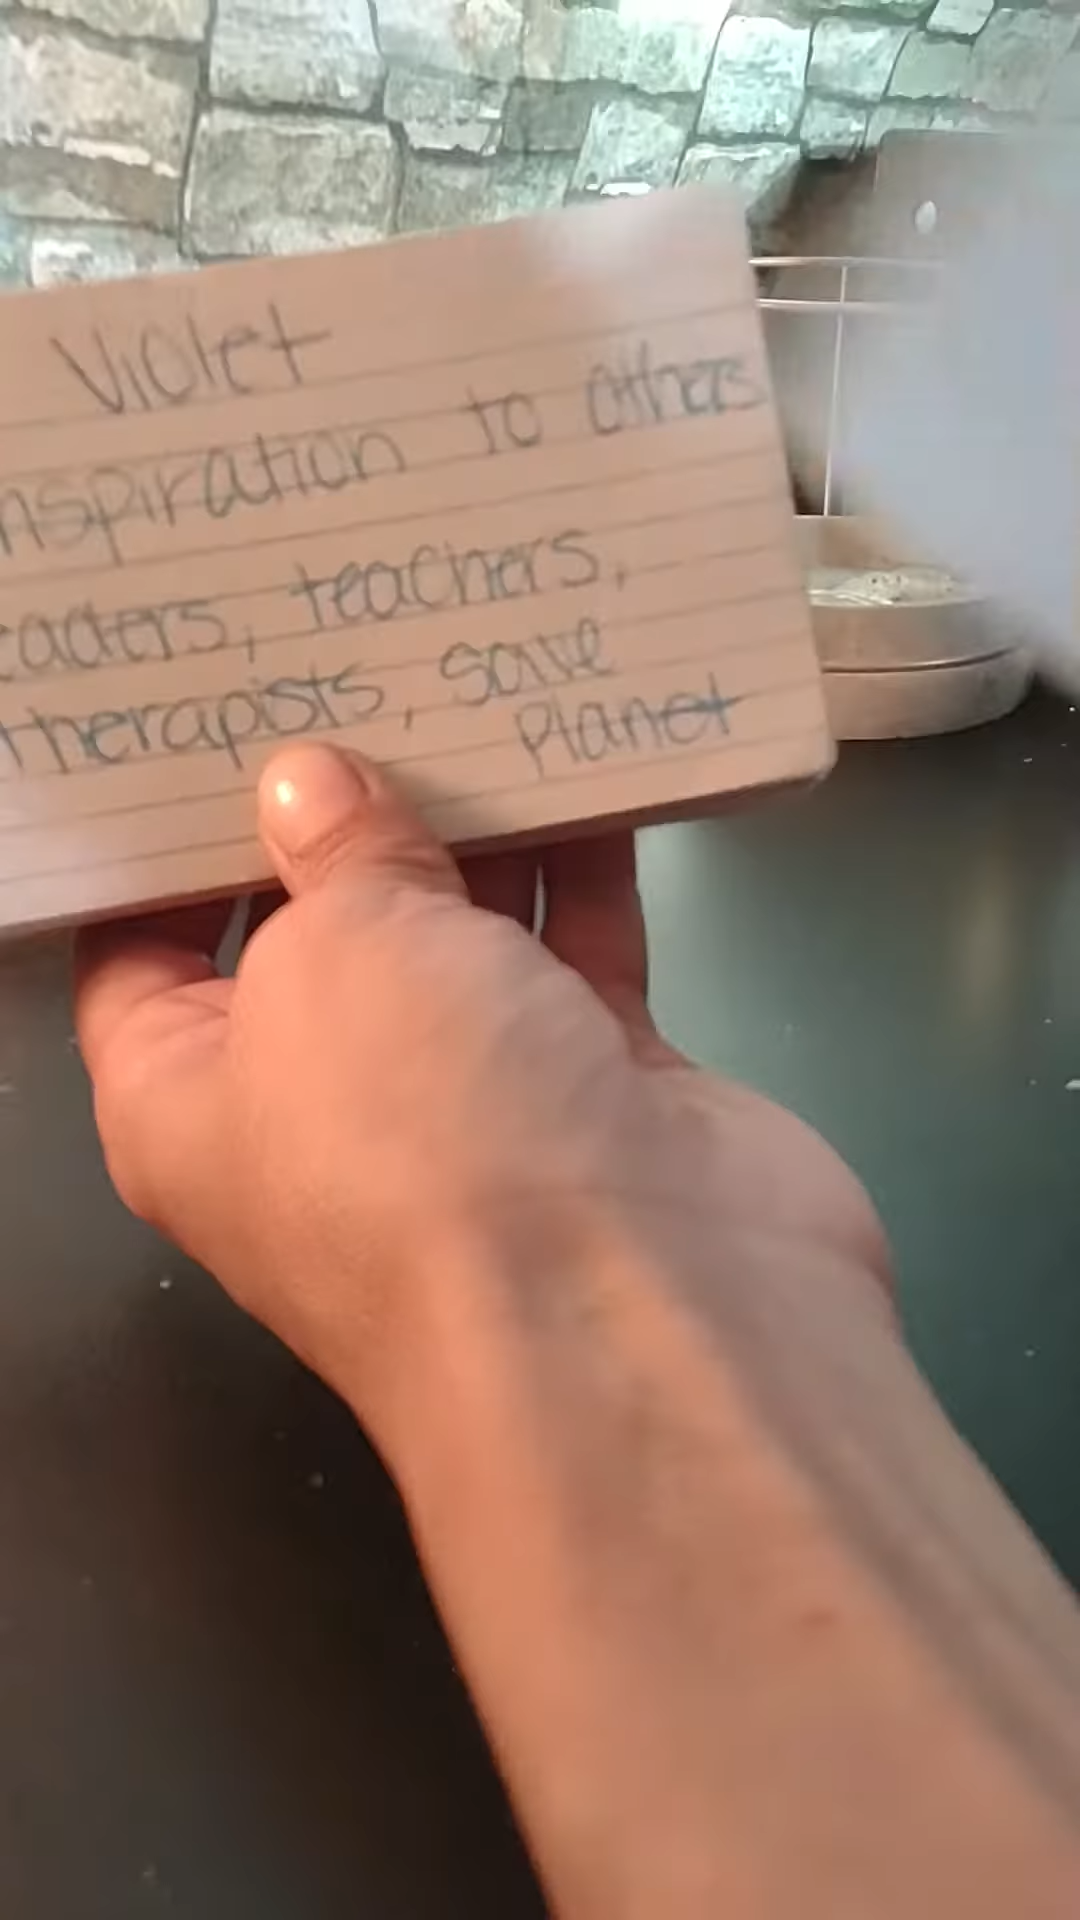 Violet
nspiration to others
eaders, teachers,
therapists, save
Planet